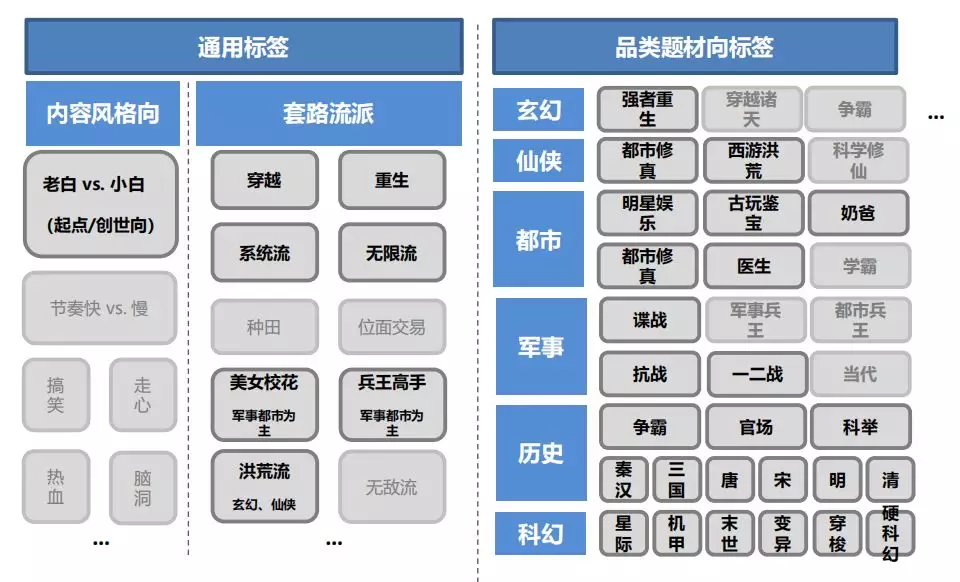 通用标签
内容风格向
套路流派
老白 vs. 小白
（起点/创世向）
节奏快 vs. 慢
搞
笑
走
心
热
血
脑
洞
...
穿越
重生
系统流
无限流
种田
位面交易
美女校花
军事都市为
主
兵王高手
军事都市为
主
洪荒流
玄幻、仙侠
无敌流
...
品类题材向标签
玄幻
强者重
生
穿越诸
天
争霸
...
仙侠
都市修
真
西游洪
荒
科学修
仙
都市
明星娱
乐
古玩鉴
宝
奶爸
都市修
真
医生
学霸
军事
谍战
军事兵
王
都市兵
王
抗战
一二战
当代
历史
争霸
官场
科举
秦
汉
三
国
唐
宋
明
清
科幻
星
际
机
甲
末
世
变
异
穿
梭
硬
科
幻